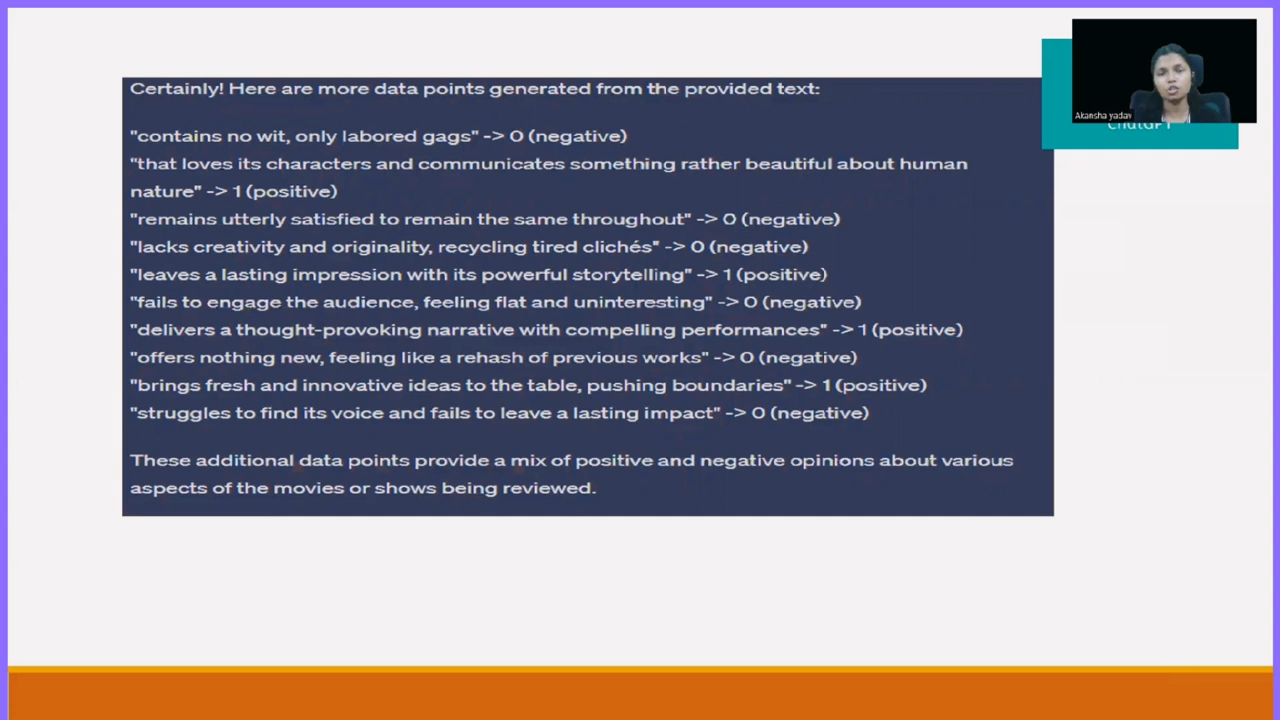 Certainly! Here are more data points generated from the provided text:
"contains no wit, only labored gags" -> 0 (negative)
"that loves its characters and communicates something rather beautiful about human
nature" -> 1 (positive)
"remains utterly satisfied to remain the same throughout" -> 0 (negative)
"lacks creativity and originality, recycling tired clichés" -> 0 (negative)
"leaves a lasting impression with its powerful storytelling" -> 1 (positive)
"fails to engage the audience, feeling flat and uninteresting" -> 0 (negative)
"delivers a thought-provoking narrative with compelling performances" -> 1 (positive)
"offers nothing new, feeling like a rehash of previous works" -> 0 (negative)
"brings fresh and innovative ideas to the table, pushing boundaries" -> 1 (positive)
"struggles to find its voice and fails to leave a lasting impact" -> 0 (negative)
These additional data points provide a mix of positive and negative opinions about various
aspects of the movies or shows being reviewed.
Akansha yadav
ChatGPT